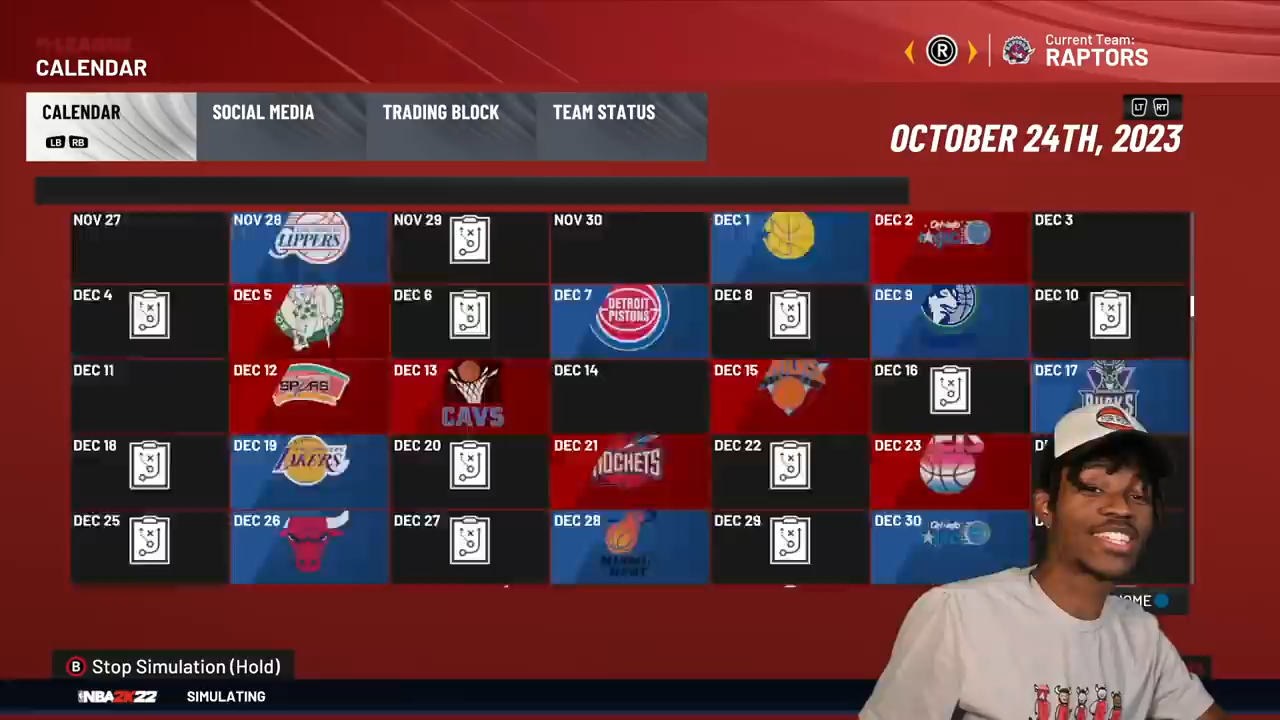 CALENDAR
Current Team:
RAPTORS
R
CALENDAR
LB RB
SOCIAL MEDIA
TRADING BLOCK
TEAM STATUS
LT RT
OCTOBER 24TH, 2023
NOV 27
NOV 28
CLIPPERS
NOV 29
NOV 30
DEC 1
DEC 2
DEC 3
DEC 4
DEC 5
DEC 6
DEC 7
DETROIT
PISTONS
DEC 8
DEC 9
DEC 10
DEC 11
DEC 12
SPURS
DEC 13
CAVS
DEC 14
DEC 15
DEC 16
DEC 17
BUCKS
DEC 18
DEC 19
LAKERS
DEC 20
DEC 21
ROCKETS
DEC 22
DEC 23
DEC 25
DEC 26
DEC 27
DEC 28
MIAMI
HEAT
DEC 29
DEC 30
B Stop Simulation (Hold)
NBA 2K22
SIMULATING